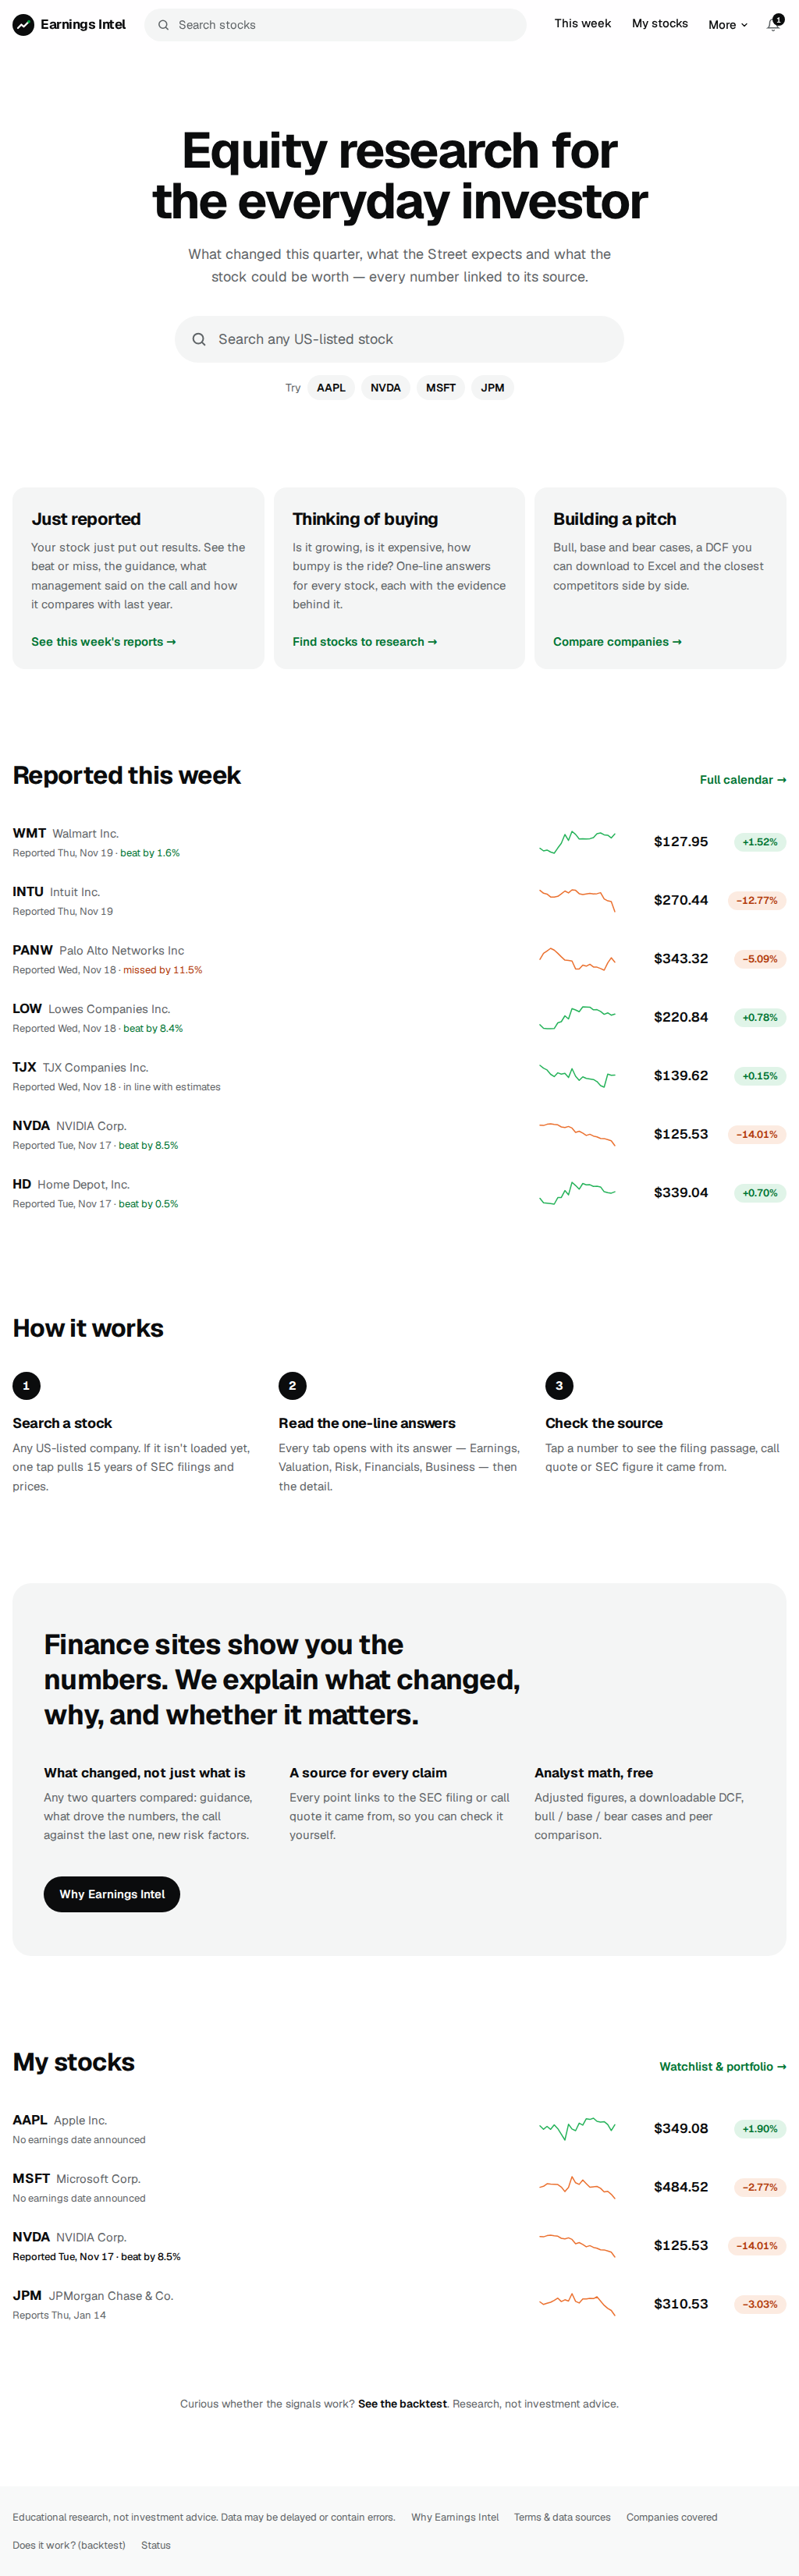 Earnings Intel
Search stocks
This week
My stocks
More
1
Equity research for
the everyday investor
What changed this quarter, what the Street expects and what the
stock could be worth — every number linked to its source.
Search any US-listed stock
Try AAPL NVDA MSFT JPM
Just reported
Your stock just put out results. See the
beat or miss, the guidance, what
management said on the call and how
it compares with last year.
See this week's reports →
Thinking of buying
Is it growing, is it expensive, how
bumpy is the ride? One-line answers
for every stock, each with the evidence
behind it.
Find stocks to research →
Building a pitch
Bull, base and bear cases, a DCF you
can download to Excel and the closest
competitors side by side.
Compare companies →
Reported this week
Full calendar →
WMT Walmart Inc.
Reported Thu, Nov 19 · beat by 1.6%
$127.95
+1.52%
INTU Intuit Inc.
Reported Thu, Nov 19
$270.44
−12.77%
PANW Palo Alto Networks Inc
Reported Wed, Nov 18 · missed by 11.5%
$343.32
−5.09%
LOW Lowes Companies Inc.
Reported Wed, Nov 18 · beat by 8.4%
$220.84
+0.78%
TJX TJX Companies Inc.
Reported Wed, Nov 18 · in line with estimates
$139.62
+0.15%
NVDA NVIDIA Corp.
Reported Tue, Nov 17 · beat by 8.5%
$125.53
−14.01%
HD Home Depot, Inc.
Reported Tue, Nov 17 · beat by 0.5%
$339.04
+0.70%
How it works
1
Search a stock
Any US-listed company. If it isn't loaded yet,
one tap pulls 15 years of SEC filings and
prices.
2
Read the one-line answers
Every tab opens with its answer — Earnings,
Valuation, Risk, Financials, Business — then
the detail.
3
Check the source
Tap a number to see the filing passage, call
quote or SEC figure it came from.
Finance sites show you the
numbers. We explain what changed,
why, and whether it matters.
What changed, not just what is
Any two quarters compared: guidance,
what drove the numbers, the call
against the last one, new risk factors.
A source for every claim
Every point links to the SEC filing or call
quote it came from, so you can check it
yourself.
Analyst math, free
Adjusted figures, a downloadable DCF,
bull / base / bear cases and peer
comparison.
Why Earnings Intel
My stocks
Watchlist & portfolio →
AAPL Apple Inc.
No earnings date announced
$349.08
+1.90%
MSFT Microsoft Corp.
No earnings date announced
$484.52
−2.77%
NVDA NVIDIA Corp.
Reported Tue, Nov 17 · beat by 8.5%
$125.53
−14.01%
JPM JPMorgan Chase & Co.
Reports Thu, Jan 14
$310.53
−3.03%
Curious whether the signals work? See the backtest. Research, not investment advice.
Educational research, not investment advice. Data may be delayed or contain errors.
Why Earnings Intel
Terms & data sources
Companies covered
Does it work? (backtest)
Status